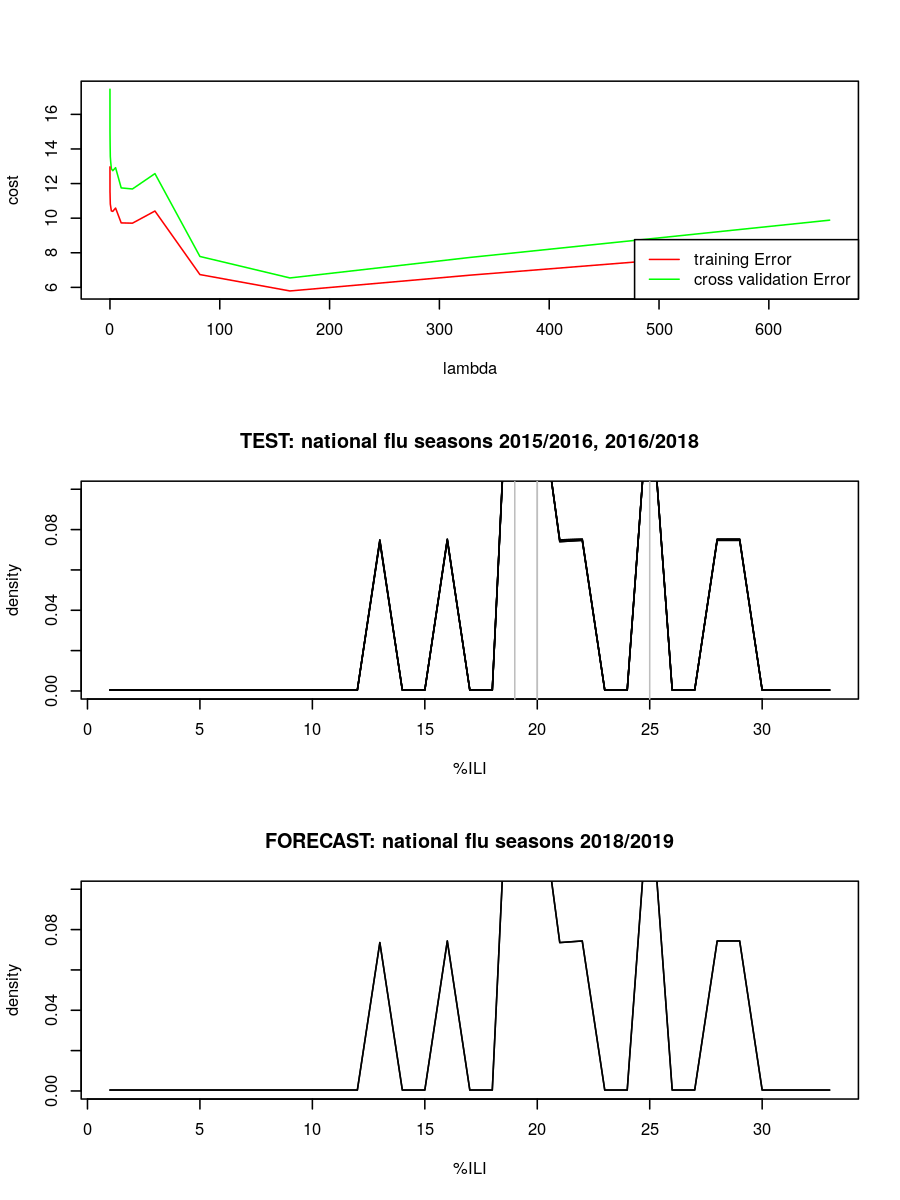 16
14
12
10
8
6
cost
training Error
cross validation Error
0 100 200 300 400 500 600
lambda
TEST: national flu seasons 2015/2016, 2016/2018
0.08
0.04
0.00
density
0 5 10 15 20 25 30
%ILI
FORECAST: national flu seasons 2018/2019
0.08
0.04
0.00
density
0 5 10 15 20 25 30
%ILI